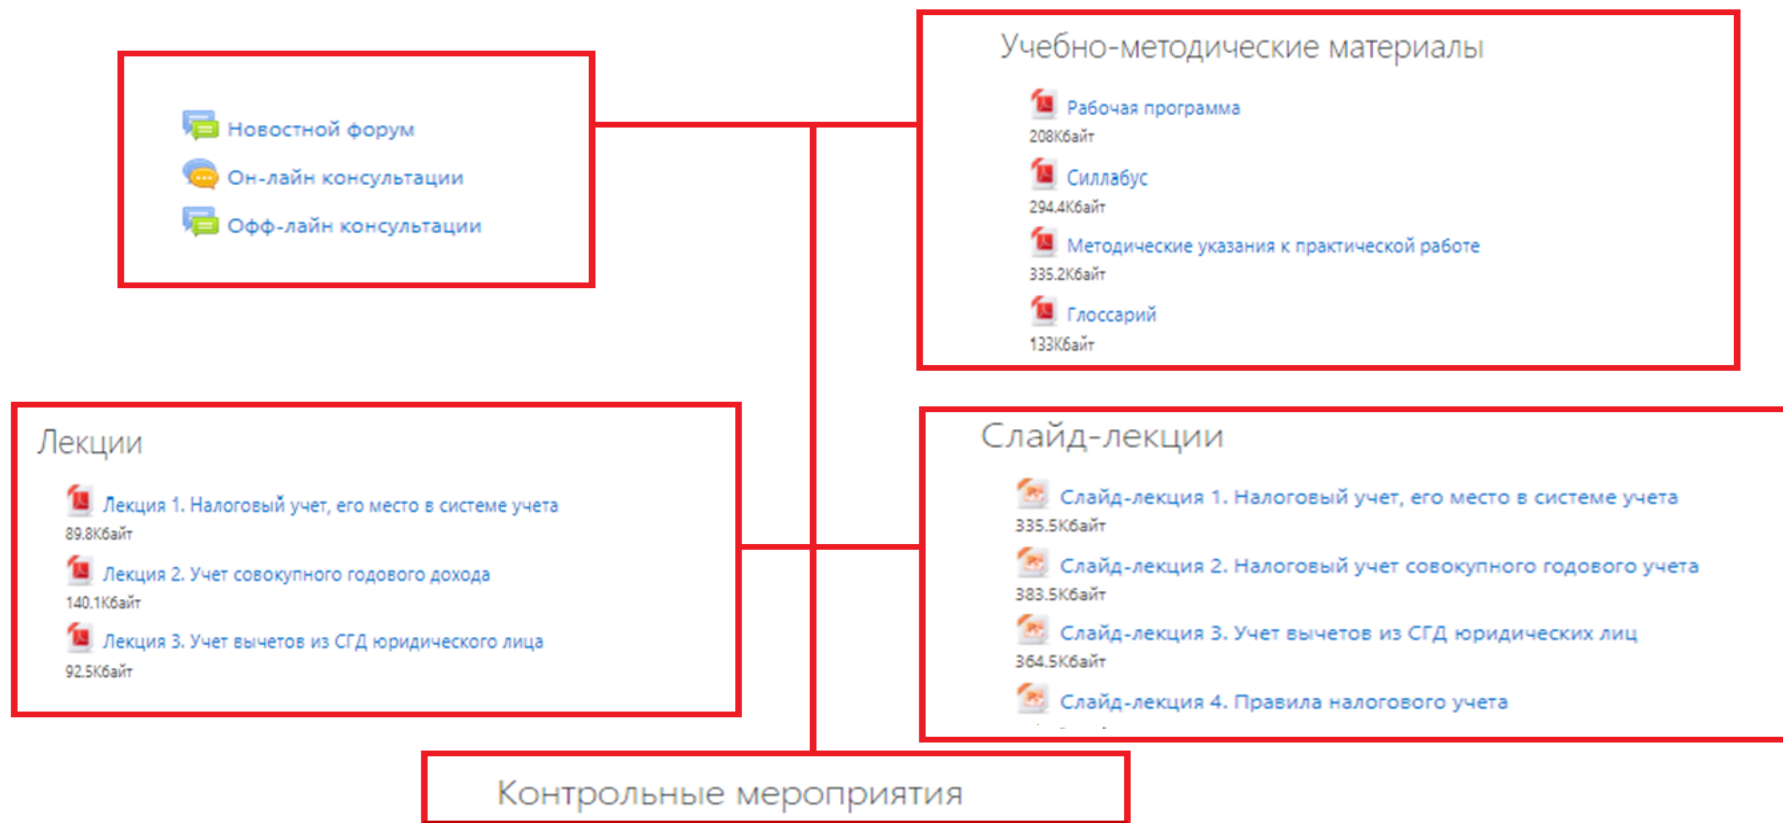 Новостной форум
Он-лайн консультации
Офф-лайн консультации
Учебно-методические материалы
Рабочая программа
208Кбайт
Силлабус
294.4Кбайт
Методические указания к практической работе
335.2Кбайт
Глоссарий
133Кбайт
Лекции
Лекция 1. Налоговый учет, его место в системе учета
89.8Кбайт
Лекция 2. Учет совокупного годового дохода
140.1Кбайт
Лекция 3. Учет вычетов из СГД юридического лица
92.5Кбайт
Слайд-лекции
Слайд-лекция 1. Налоговый учет, его место в системе учета
335.5Кбайт
Слайд-лекция 2. Налоговый учет совокупного годового учета
383.5Кбайт
Слайд-лекция 3. Учет вычетов из СГД юридических лиц
364.5Кбайт
Слайд-лекция 4. Правила налогового учета
Контрольные мероприятия